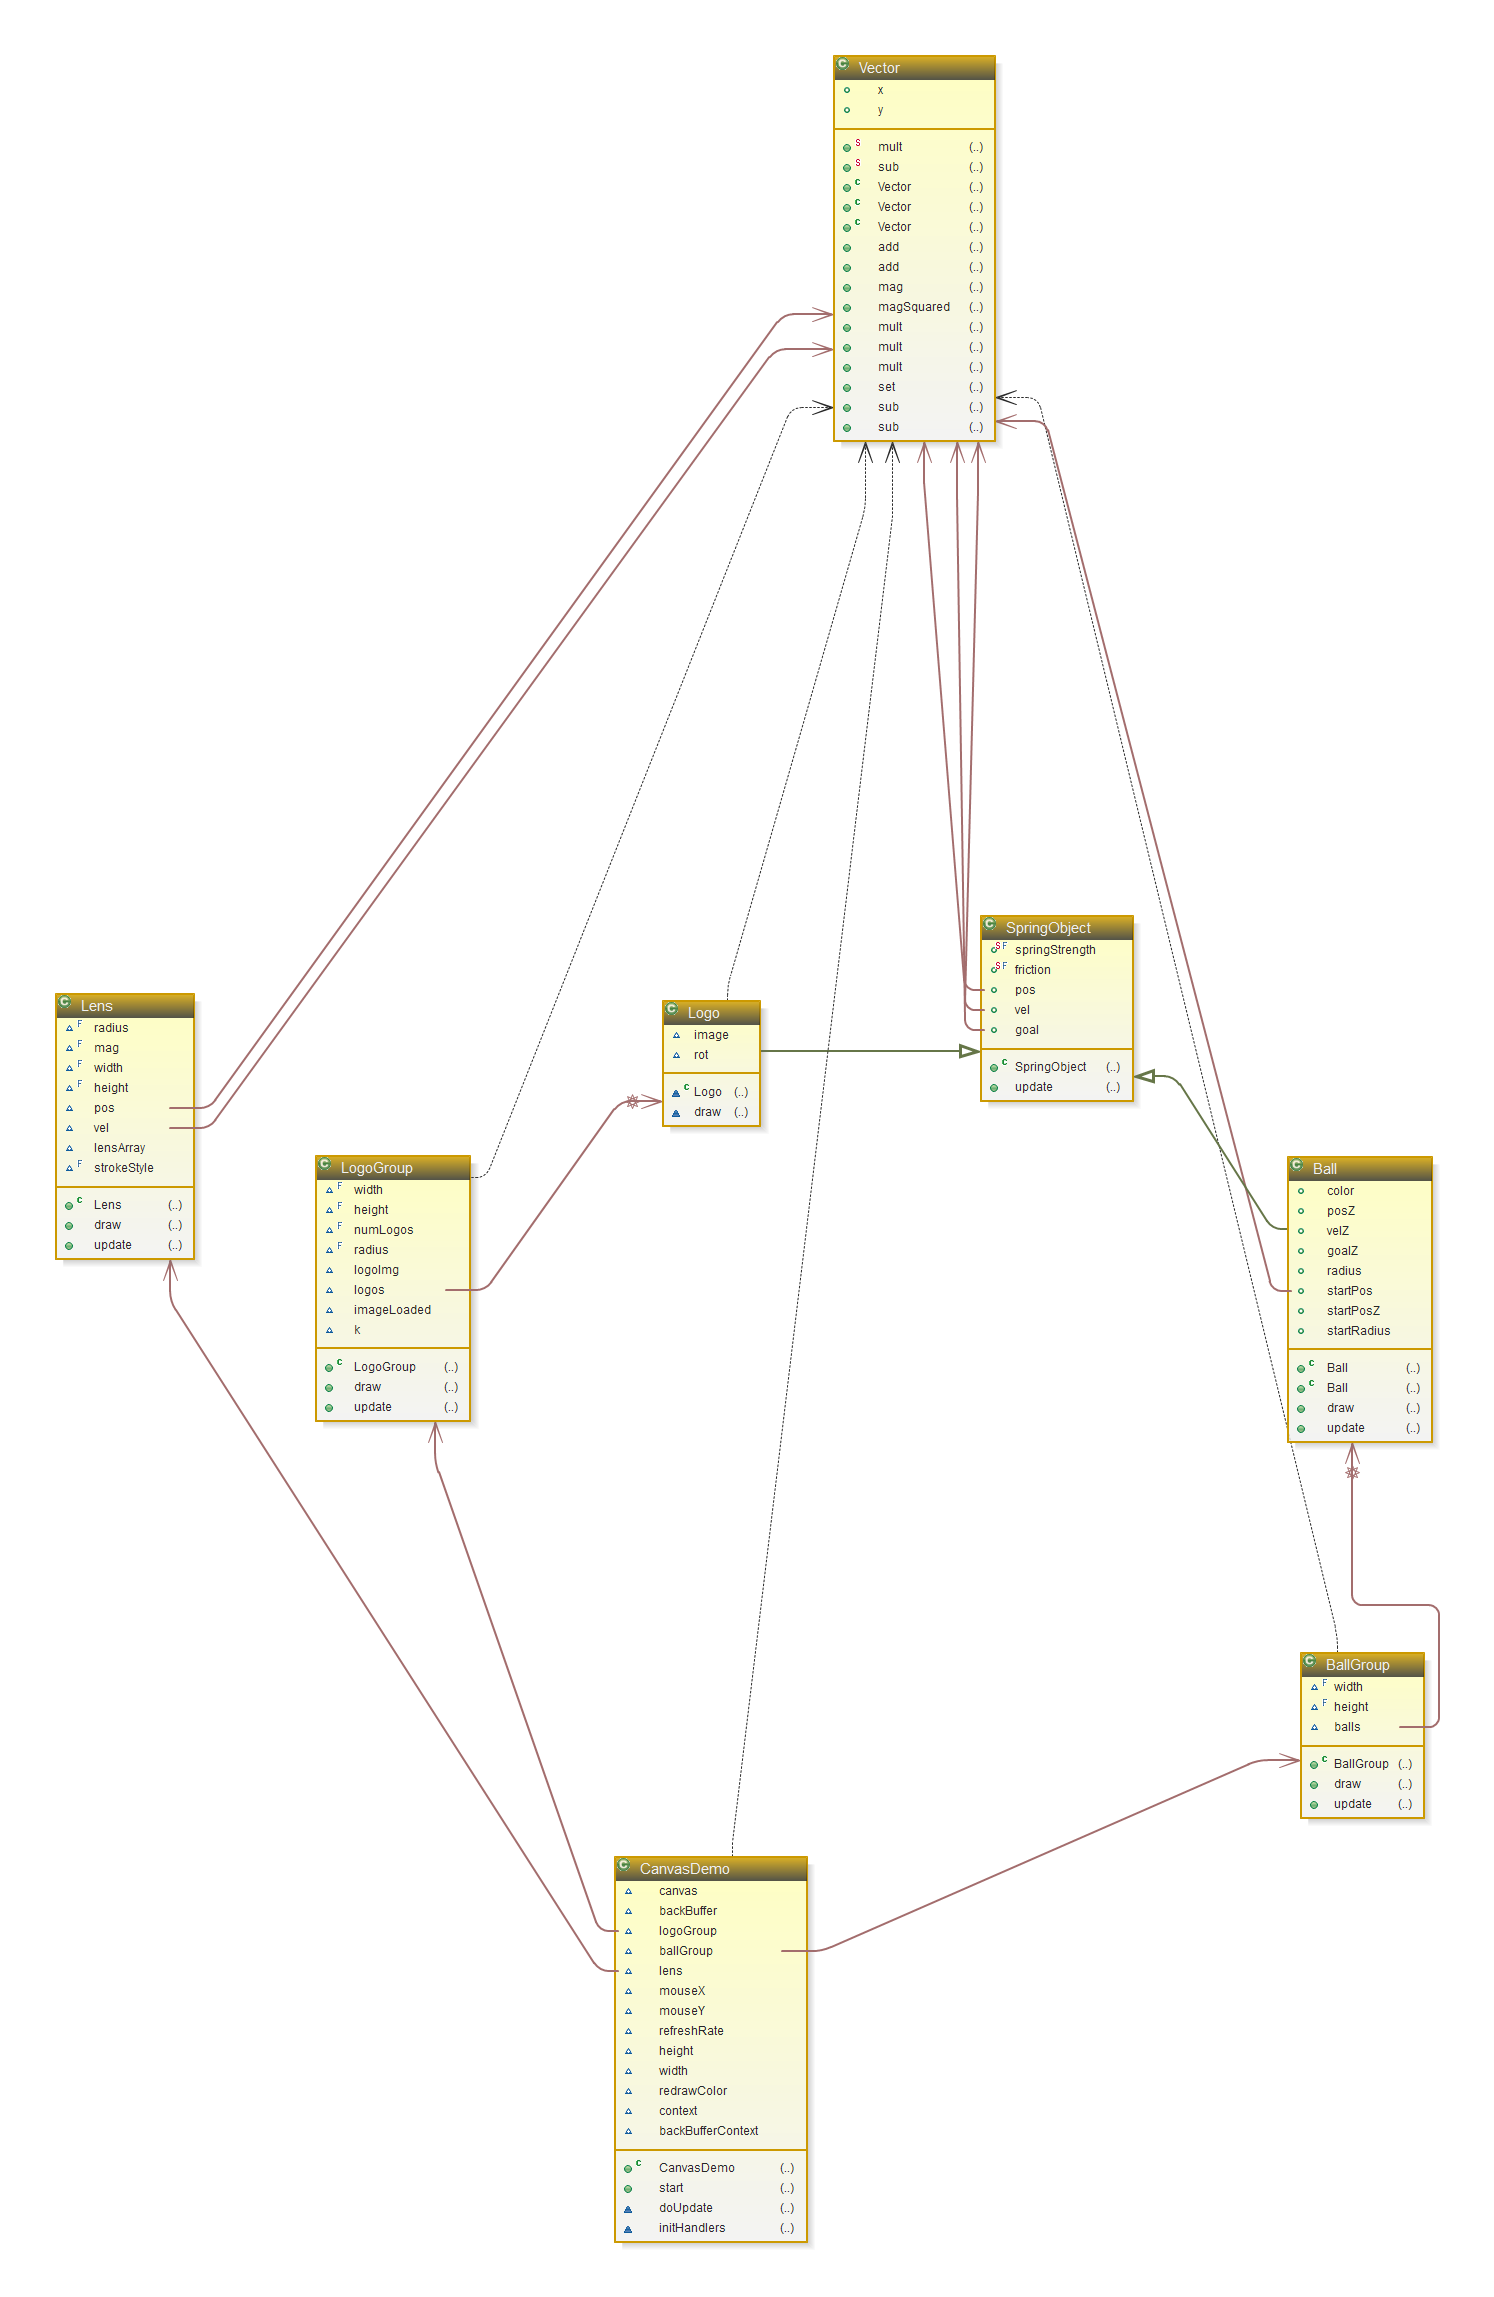 Vector
x
y
mult (..)
sub (..)
Vector (..)
Vector (..)
Vector (..)
add (..)
add (..)
mag (..)
magSquared (..)
mult (..)
mult (..)
mult (..)
set (..)
sub (..)
sub (..)
SpringObject
springStrength
friction
pos
vel
goal
SpringObject (..)
update (..)
Lens
radius
mag
width
height
pos
vel
lensArray
strokeStyle
Lens (..)
draw (..)
update (..)
Logo
image
rot
Logo (..)
draw (..)
LogoGroup
width
height
numLogos
radius
logoImg
logos
imageLoaded
k
LogoGroup (..)
draw (..)
update (..)
Ball
color
posZ
velZ
goalZ
radius
startPos
startPosZ
startRadius
Ball (..)
Ball (..)
draw (..)
update (..)
BallGroup
width
height
balls
BallGroup (..)
draw (..)
update (..)
CanvasDemo
canvas
backBuffer
logoGroup
ballGroup
lens
mouseX
mouseY
refreshRate
height
width
redrawColor
context
backBufferContext
CanvasDemo (..)
start (..)
doUpdate (..)
initHandlers (..)